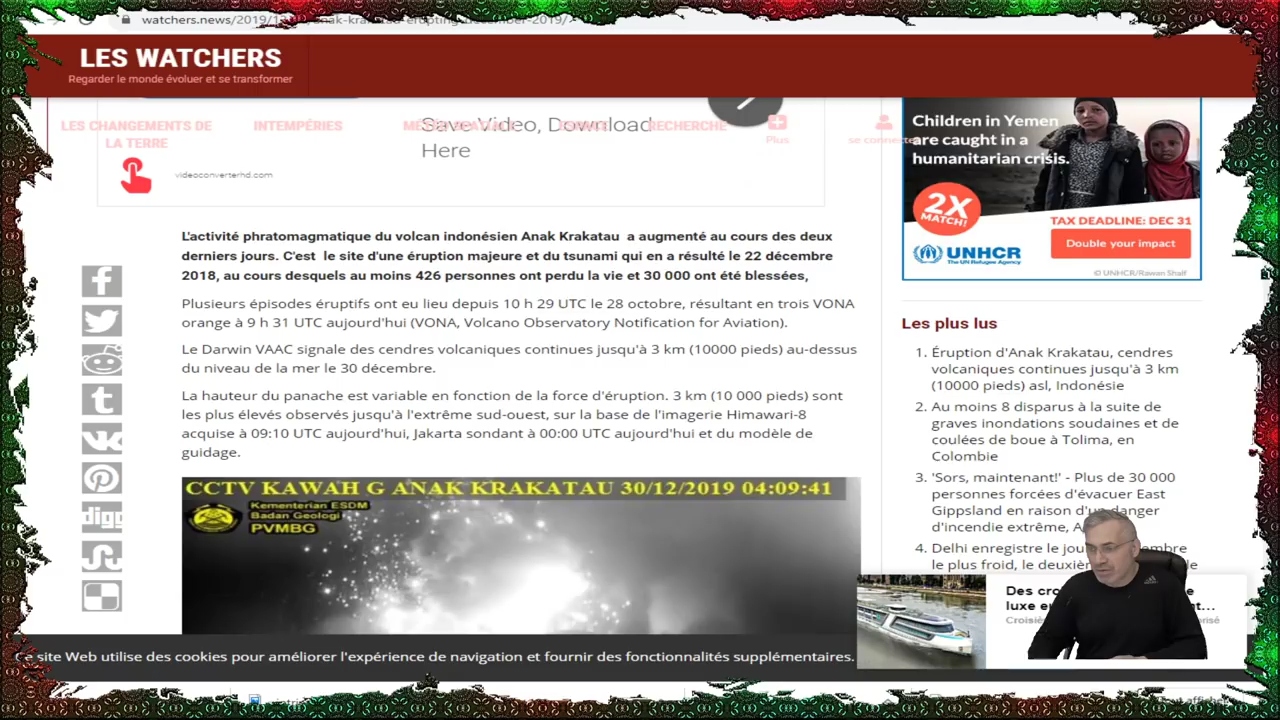 watchers.news/2019/12
anak-krakatau-erupting-december-2019/
LES WATCHERS
Regarder le monde évoluer et se transformer
LES CHANGEMENTS DE LA TERRE
INTEMPÉRIES
RECHERCHE
Plus
se connecter
Save Video, Download
Here
videoconverterhd.com
Children in Yemen
are caught in a
humanitarian crisis.
2X
MATCH!
TAX DEADLINE: DEC 31
Double your impact
UNHCR
The UN Refugee Agency
© UNHCR/Rawan Shaif
L'activité phratomagmatique du volcan indonésien Anak Krakatau a augmenté au cours des deux
derniers jours. C'est le site d'une éruption majeure et du tsunami qui en a résulté le 22 décembre
2018, au cours desquels au moins 426 personnes ont perdu la vie et 30 000 ont été blessées,
Plusieurs épisodes éruptifs ont eu lieu depuis 10 h 29 UTC le 28 octobre, résultant en trois VONA
orange à 9 h 31 UTC aujourd'hui (VONA, Volcano Observatory Notification for Aviation).
Le Darwin VAAC signale des cendres volcaniques continues jusqu'à 3 km (10000 pieds) au-dessus
du niveau de la mer le 30 décembre.
La hauteur du panache est variable en fonction de la force d'éruption. 3 km (10 000 pieds) sont
les plus élevés observés jusqu'à l'extrême sud-ouest, sur la base de l'imagerie Himawari-8
acquise à 09:10 UTC aujourd'hui, Jakarta sondant à 00:00 UTC aujourd'hui et du modèle de
guidage.
CCTV KAWAH G ANAK KRAKATAU 30/12/2019 04:09:41
Kementerian ESDM
Badan Geologi
PVMBG
digg
Les plus lus
1. Éruption d'Anak Krakatau, cendres
volcaniques continues jusqu'à 3 km
(10000 pieds) asl, Indonésie
2. Au moins 8 disparus à la suite de
graves inondations soudaines et de
coulées de boue à Tolima, en
Colombie
3. 'Sors, maintenant!' - Plus de 30 000
personnes forcées d'évacuer East
Gippsland en raison d'un danger
d'incendie extrême,
4. Delhi enregistre le
le plus froid, le
Des
luxe
site Web utilise des cookies pour améliorer l'expérience de navigation et fournir des fonctionnalités supplémentaires.